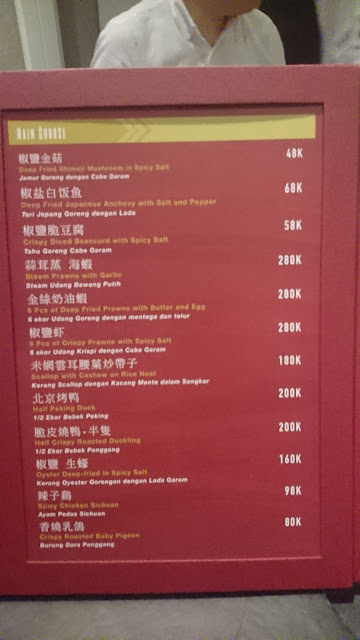 MAIN COURSE
椒鹽金菇 48K
Deep Fried Shimeji Mushroom in Spicy Salt
Jamur Goreng dengan Cabe Garam
椒盐白饭鱼 68K
Deep Fried Japanese Anchovy with Salt and Pepper
Teri Jepang Goreng dengan Lada
椒鹽脆豆腐 58K
Crispy Diced Beancurd with Spicy Salt
Tahu Goreng Cabe Garam
蒜茸蒸 海蝦 280K
Steam Prawns with Garlic
Steam Udang Bawang Putih
金絲奶油蝦 280K
6 Pcs of Deep Fried Prawns with Butter and Egg
6 ekor Udang Goreng dengan mentega dan telur
椒鹽虾 280K
6 Pcs of Crispy Prawns with Spicy Salt
6 ekor Udang Krispi dengan Cabe Garam
米網雲耳腰菓炒帶子 180K
Scallop with Cashew on Rice Nest
Kerang Scallop dengan Kacang Mente dalam Sangkar
北京烤鸭 200K
Half Peking Duck
1/2 Ekor Bebek Peking
脆皮燒鴨-半隻 200K
Half Crispy Roasted Duckling
1/2 Ekor Bebek Panggang
椒鹽 生蠔 160K
Oyster Deep-fried in Spicy Salt
Kerang Oyester Gorengan dengan Lada Garam
辣子鷄 98K
Spicy Chicken Sichuan
Ayam Pedas Sichuan
香燒乳鴿 80K
Crispy Roasted Baby Pigeon
Burung Dara Panggang